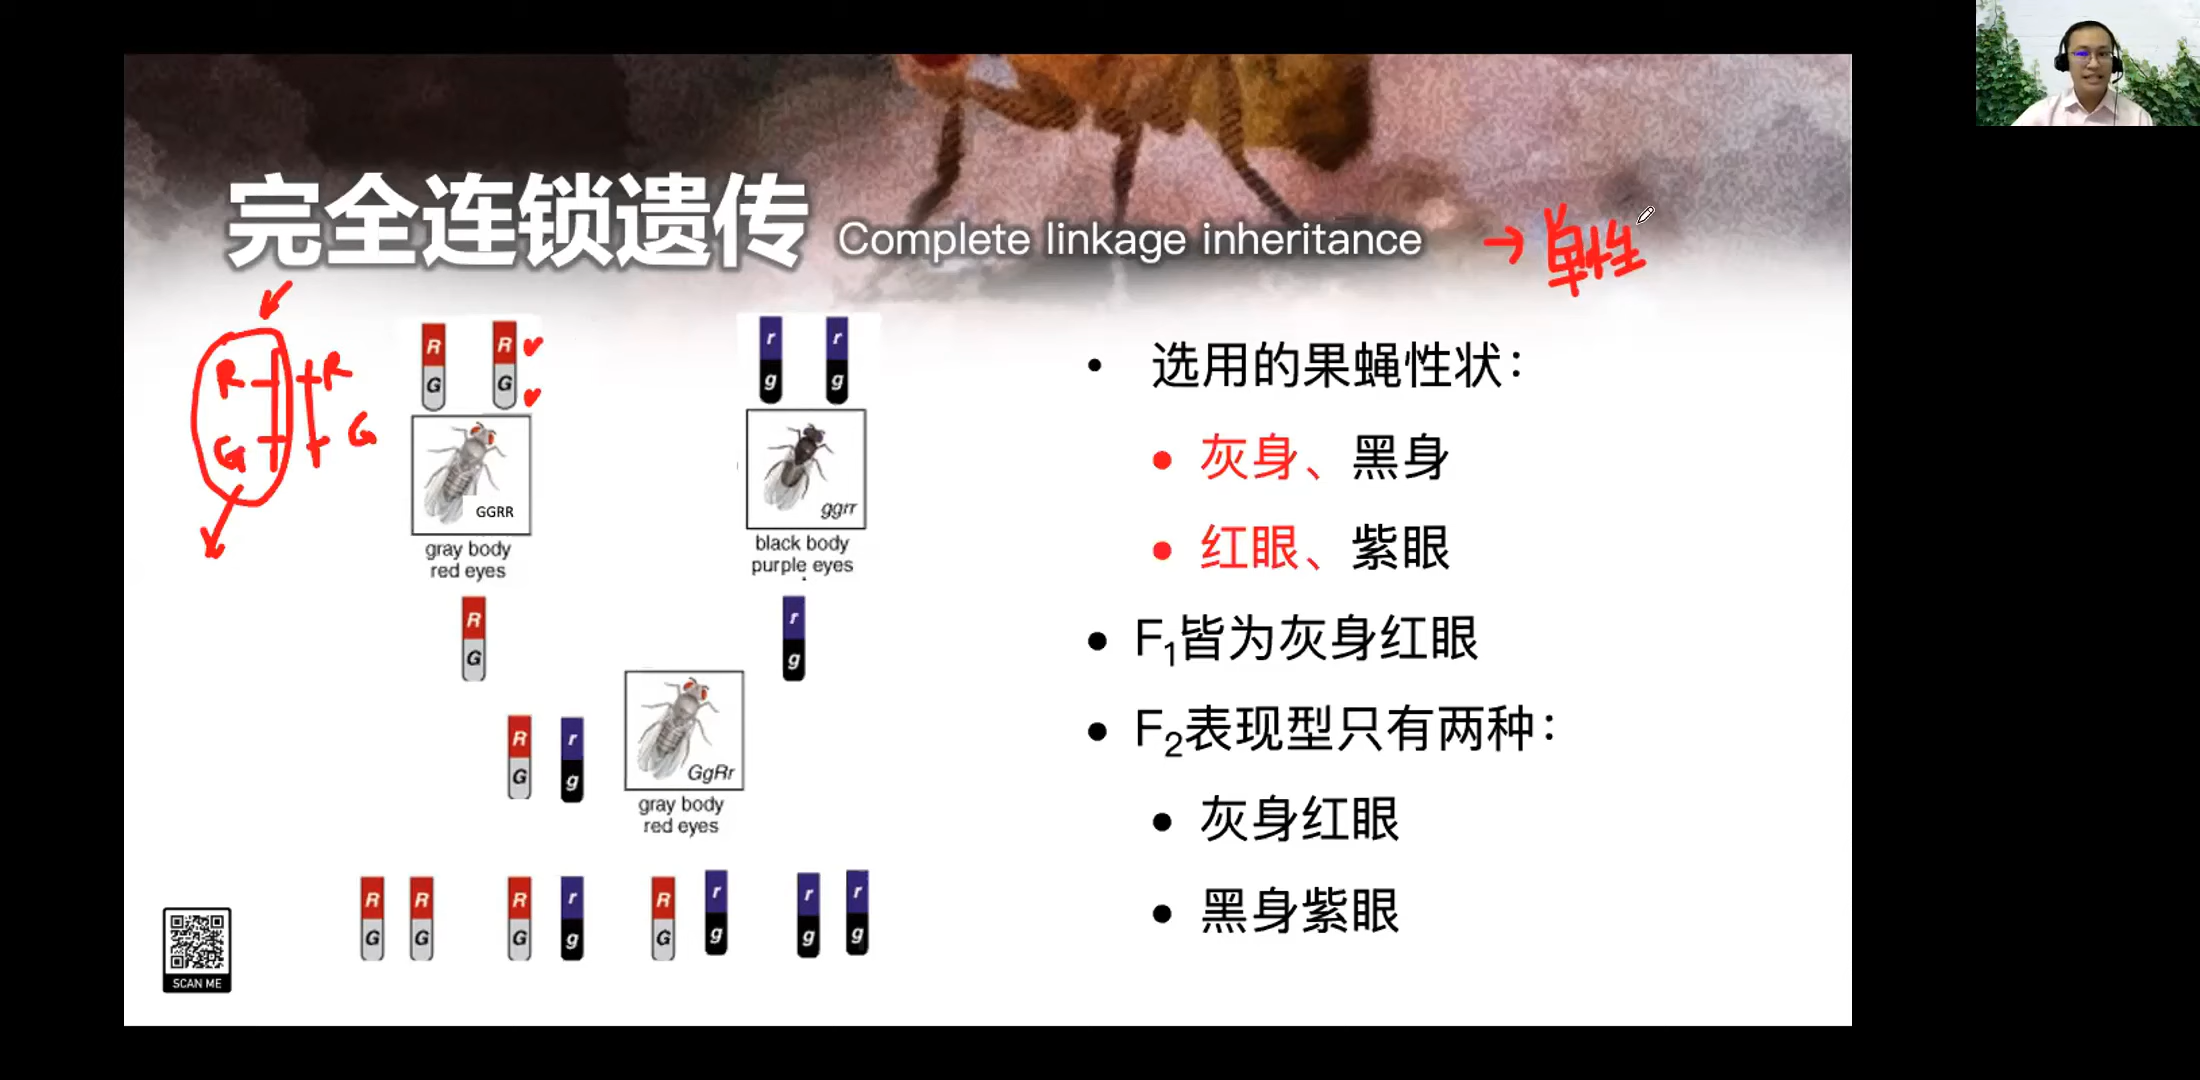 完全连锁遗传 Complete linkage inheritance → 单性
R R
G G
R R
G G
r r
g g
GGRR
ggrr
gray body
red eyes
black body
purple eyes
R r
G g
R r
G g
GgRr
gray body
red eyes
R R R r R r r r
G G G g G g g g
SCAN ME
• 选用的果蝇性状：
• 灰身、黑身
• 红眼、紫眼
• F₁皆为灰身红眼
• F₂表现型只有两种：
• 灰身红眼
• 黑身紫眼